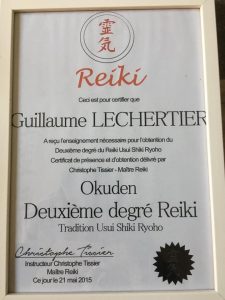 靈
氣
Reiki
Ceci est pour certifier que
Guillaume LECHERTIER
A reçu l'enseignement nécessaire pour l'obtention du
Deuxième degré du Reiki Usui Shiki Ryoho
Certificat de présence et d'obtention délivré par
Christophe Tissier - Maître Reiki
Okuden
Deuxième degré Reiki
Tradition Usui Shiki Ryoho
Christophe Tissier
Instructeur Christophe Tissier
Maître Reiki
Ce jour le 21 mai 2015